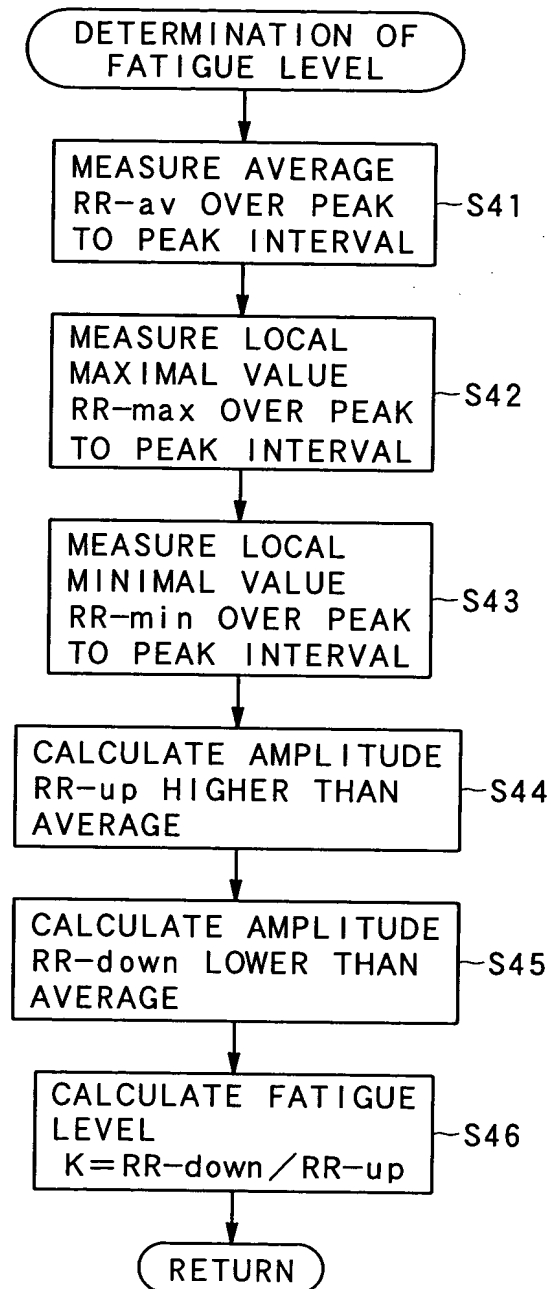 DETERMINATION OF
FATIGUE LEVEL
MEASURE AVERAGE
RR-av OVER PEAK
TO PEAK INTERVAL
S41
MEASURE LOCAL
MAXIMAL VALUE
RR-max OVER PEAK
TO PEAK INTERVAL
S42
MEASURE LOCAL
MINIMAL VALUE
RR-min OVER PEAK
TO PEAK INTERVAL
S43
CALCULATE AMPLITUDE
RR-up HIGHER THAN
AVERAGE
S44
CALCULATE AMPLITUDE
RR-down LOWER THAN
AVERAGE
S45
CALCULATE FATIGUE
LEVEL
K=RR-down/RR-up
S46
RETURN